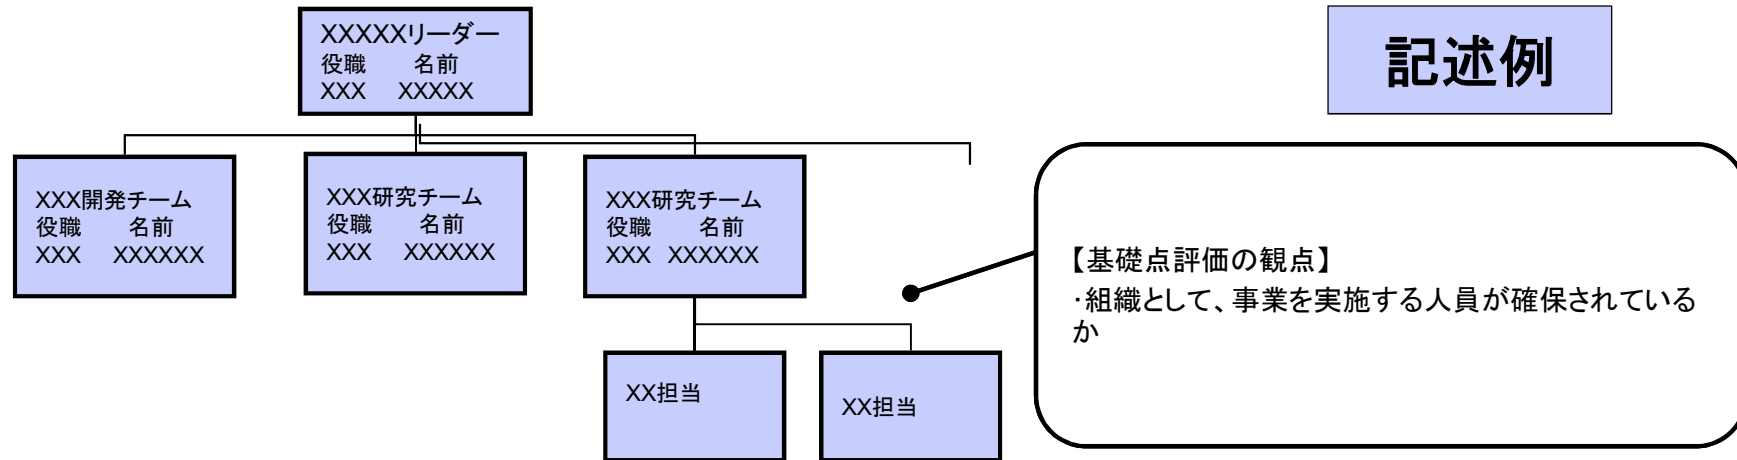 XXXXXリーダー
役職 名前
XXX XXXXX
記述例
XXX開発チーム
役職 名前
XXX XXXXXX
XXX研究チーム
役職 名前
XXX XXXXXX
XXX研究チーム
役職 名前
XXX XXXXXX
【基礎点評価の観点】
・組織として、事業を実施する人員が確保されている
か
XX担当
XX担当